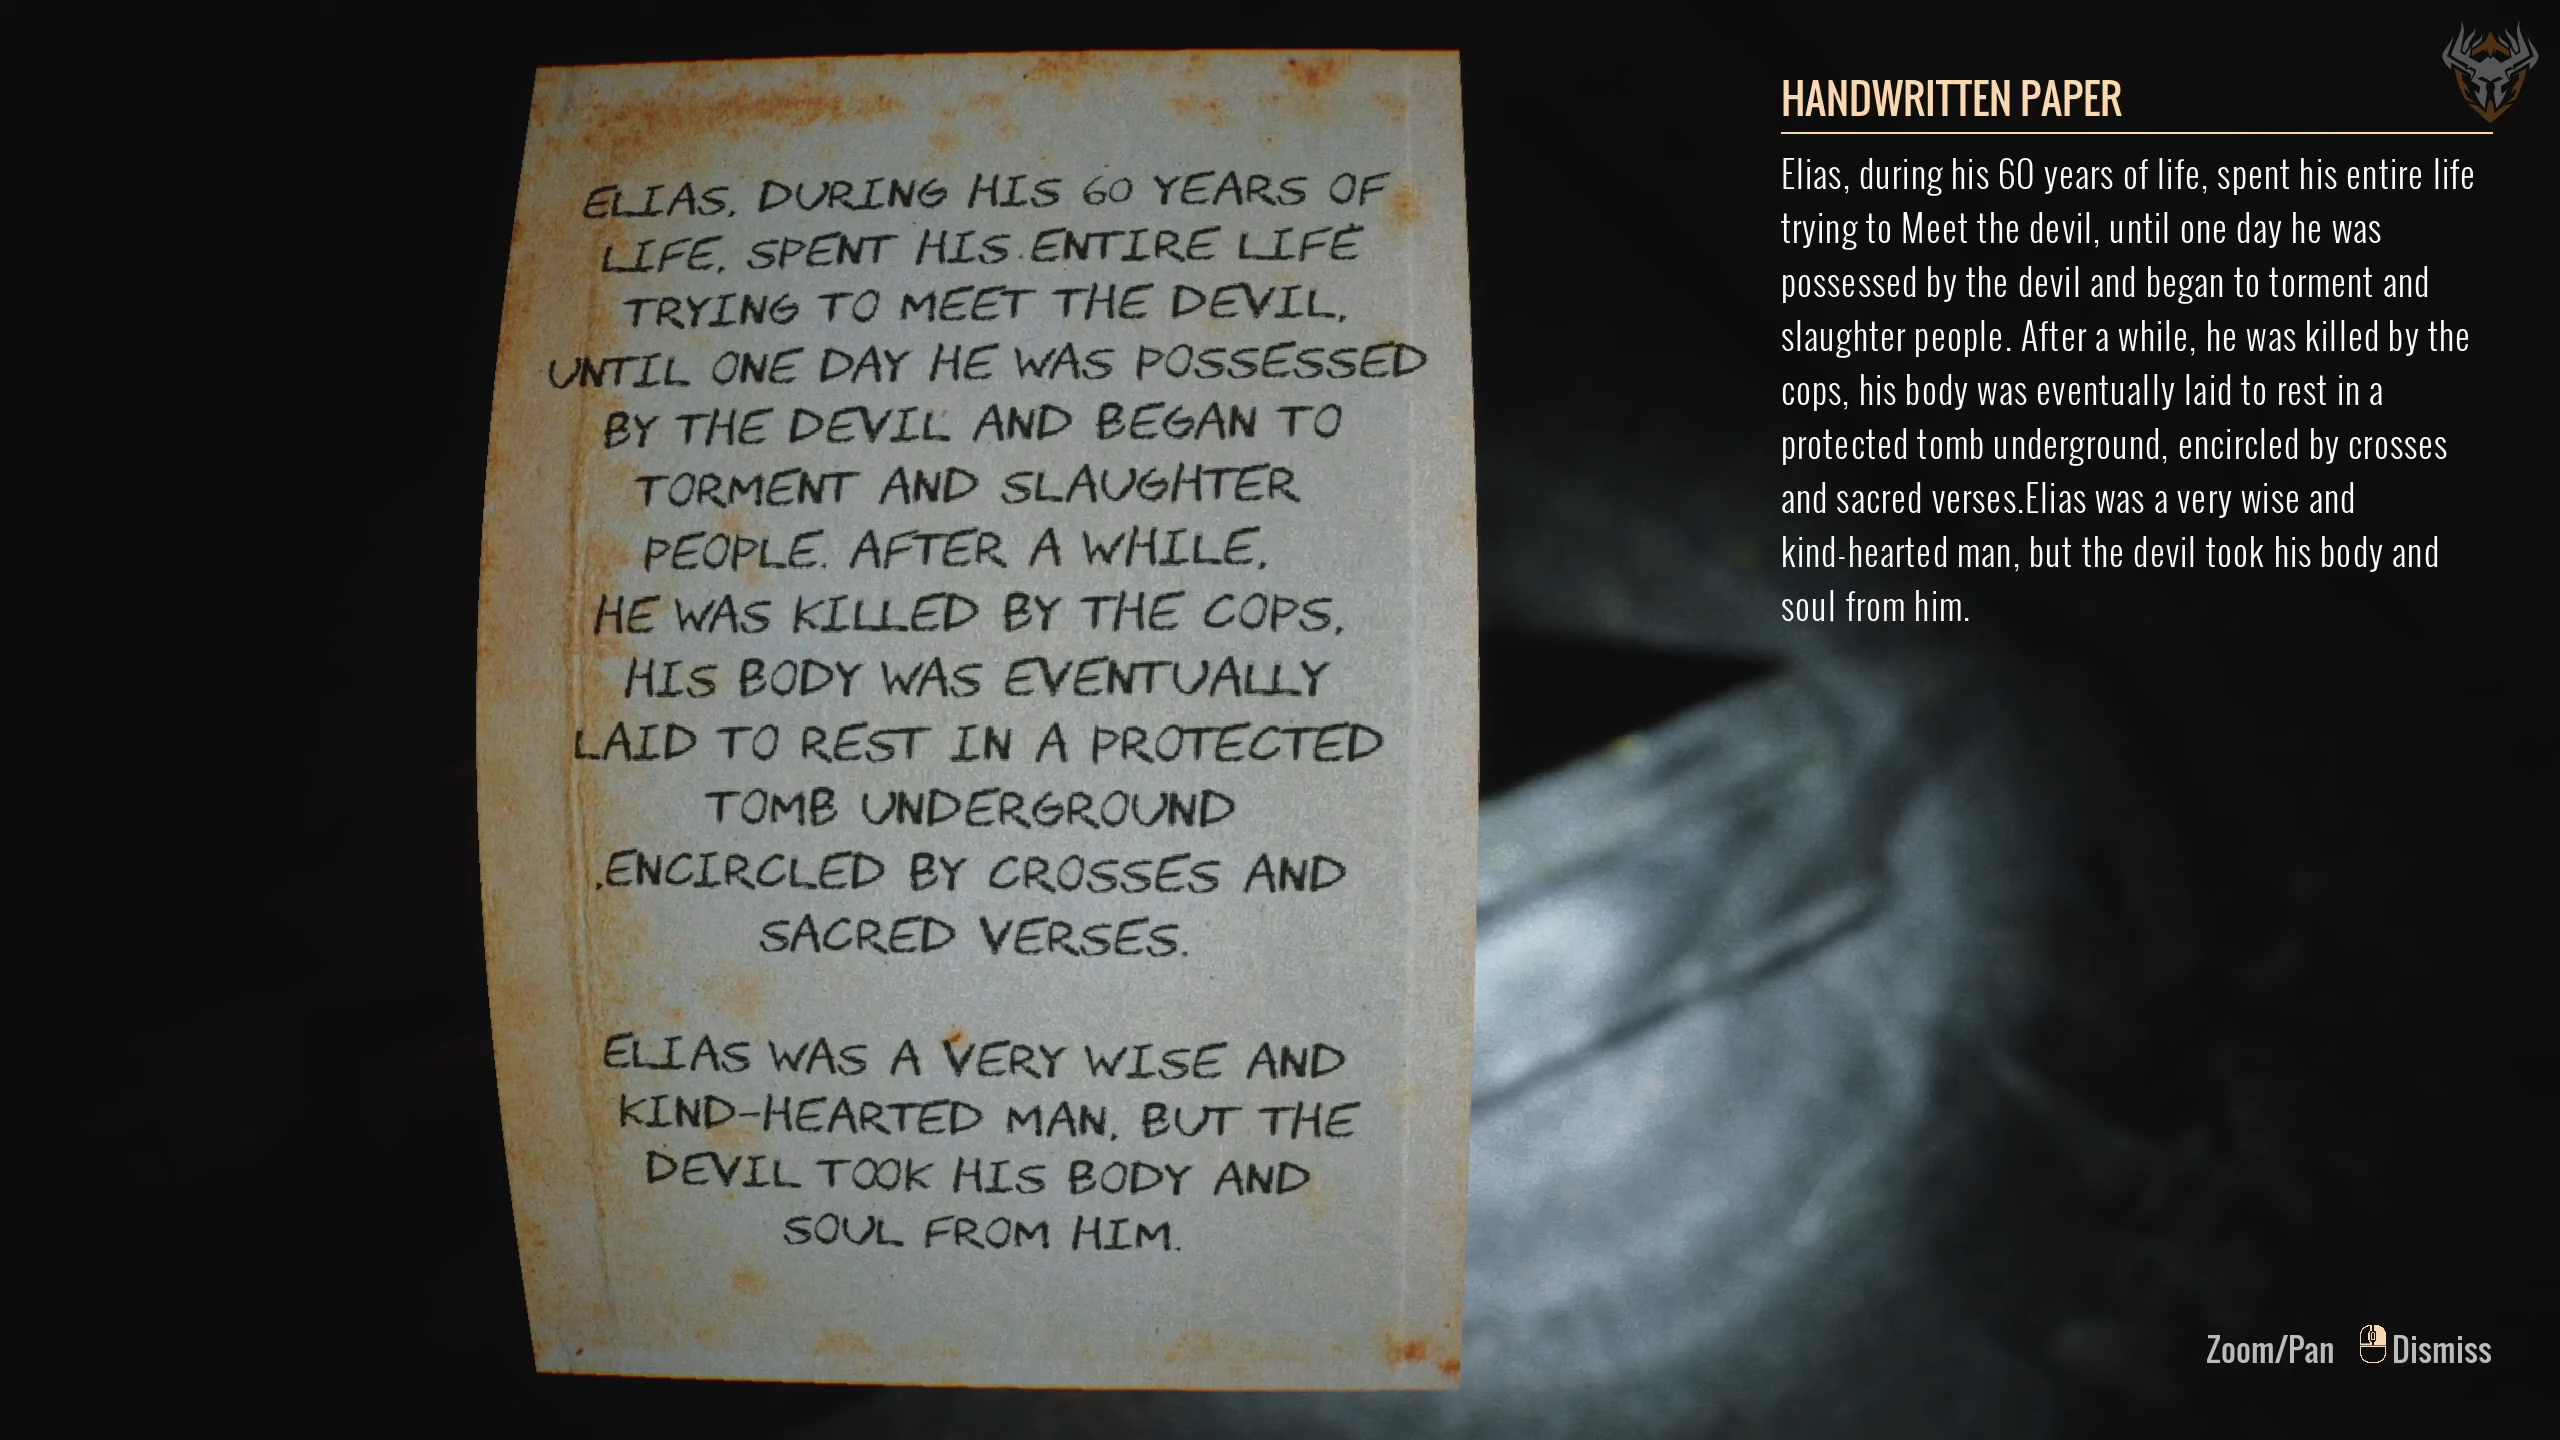 ELIAS, DURING HIS 60 YEARS OF
LIFE, SPENT HIS ENTIRE LIFE
TRYING TO MEET THE DEVIL,
UNTIL ONE DAY HE WAS POSSESSED
BY THE DEVIL AND BEGAN TO
TORMENT AND SLAUGHTER
PEOPLE. AFTER A WHILE,
HE WAS KILLED BY THE COPS,
HIS BODY WAS EVENTUALLY
LAID TO REST IN A PROTECTED
TOMB UNDERGROUND
,ENCIRCLED BY CROSSES AND
SACRED VERSES.
ELIAS WAS A VERY WISE AND
KIND-HEARTED MAN, BUT THE
DEVIL TOOK HIS BODY AND
SOUL FROM HIM.
HANDWRITTEN PAPER
Elias, during his 60 years of life, spent his entire life
trying to Meet the devil, until one day he was
possessed by the devil and began to torment and
slaughter people. After a while, he was killed by the
cops, his body was eventually laid to rest in a
protected tomb underground, encircled by crosses
and sacred verses.Elias was a very wise and
kind-hearted man, but the devil took his body and
soul from him.
Zoom/Pan Dismiss